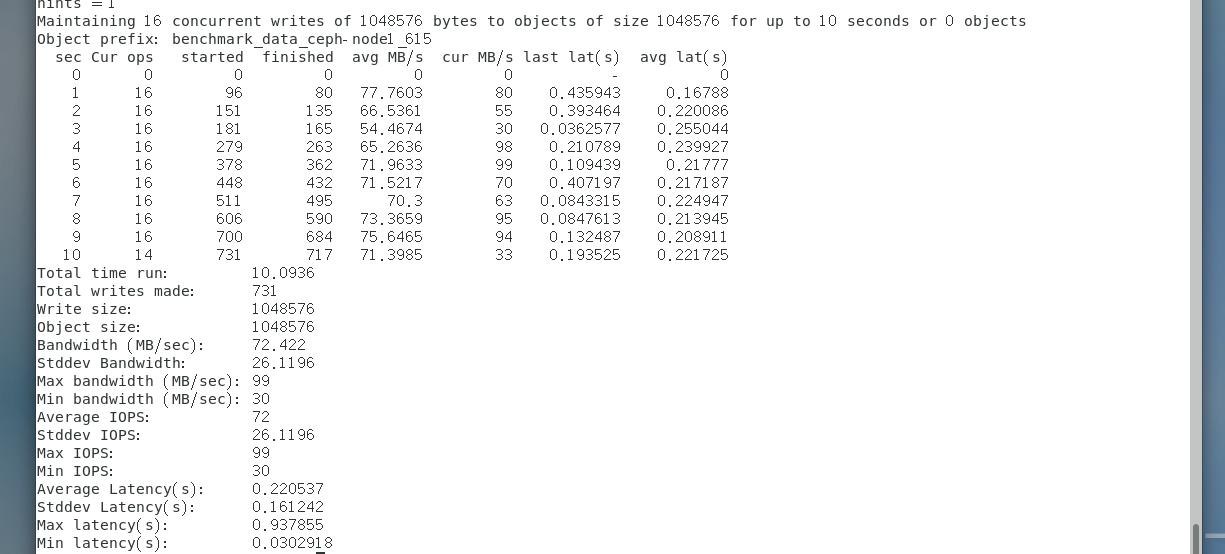 hints = 1
Maintaining 16 concurrent writes of 1048576 bytes to objects of size 1048576 for up to 10 seconds or 0 objects
Object prefix: benchmark_data_ceph-node1_615
sec Cur ops started finished avg MB/s cur MB/s last lat(s) avg lat(s)
0 0 0 0 0 0 - 0
1 16 96 80 77.7603 80 0.435943 0.16788
2 16 151 135 66.5361 55 0.393464 0.220086
3 16 181 165 54.4674 30 0.0362577 0.255044
4 16 279 263 65.2636 98 0.210789 0.239927
5 16 378 362 71.9633 99 0.109439 0.21777
6 16 448 432 71.5217 70 0.407197 0.217187
7 16 511 495 70.3 63 0.0843315 0.224947
8 16 606 590 73.3659 95 0.0847613 0.213945
9 16 700 684 75.6465 94 0.132487 0.208911
10 14 731 717 71.3985 33 0.193525 0.221725
Total time run: 10.0936
Total writes made: 731
Write size: 1048576
Object size: 1048576
Bandwidth (MB/sec): 72.422
Stddev Bandwidth: 26.1196
Max bandwidth (MB/sec): 99
Min bandwidth (MB/sec): 30
Average IOPS: 72
Stddev IOPS: 26.1196
Max IOPS: 99
Min IOPS: 30
Average Latency(s): 0.220537
Stddev Latency(s): 0.161242
Max latency(s): 0.937855
Min latency(s): 0.0302918